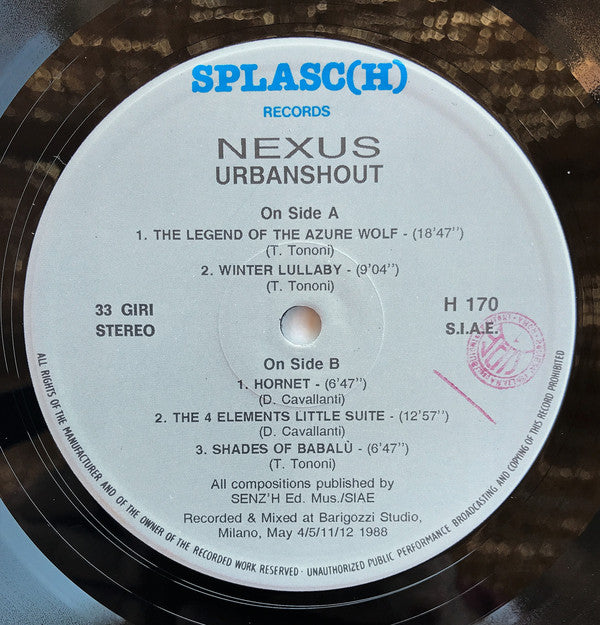 SPLASC(H)
RECORDS
NEXUS
URBANSHOUT
On Side A
1. THE LEGEND OF THE AZURE WOLF - (18'47'')
(T. Tononi)
2. WINTER LULLABY - (9'04'')
(T. Tononi)
33 GIRI
STEREO
H 170
S.I.A.E.
On Side B
1. HORNET - (6'47'')
(D. Cavallanti)
2. THE 4 ELEMENTS LITTLE SUITE - (12'57'')
(D. Cavallanti)
3. SHADES OF BABALÙ - (6'47'')
(T. Tononi)
All compositions published by
SENZ'H Ed. Mus./SIAE
Recorded & Mixed at Barigozzi Studio,
Milano, May 4/5/11/12 1988
ALL RIGHTS OF THE MANUFACTURER AND OF THE OWNER OF THE RECORDED WORK RESERVED - UNAUTHORIZED PUBLIC PERFORMANCE BROADCASTING AND COPYING OF THIS RECORD PROHIBITED